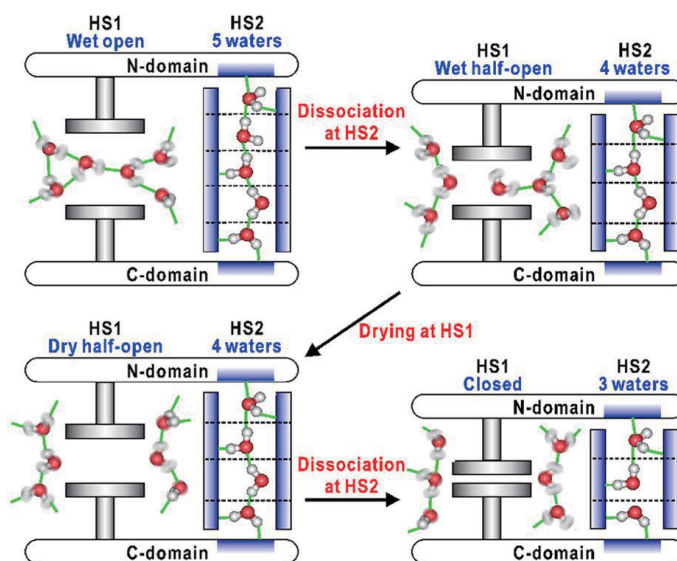 HS1
Wet open
HS2
5 waters
N-domain
C-domain
Dissociation
at HS2
HS1
Wet half-open
HS2
4 waters
N-domain
C-domain
Drying at HS1
HS1
Dry half-open
HS2
4 waters
N-domain
C-domain
Dissociation
at HS2
HS1
Closed
HS2
3 waters
N-domain
C-domain